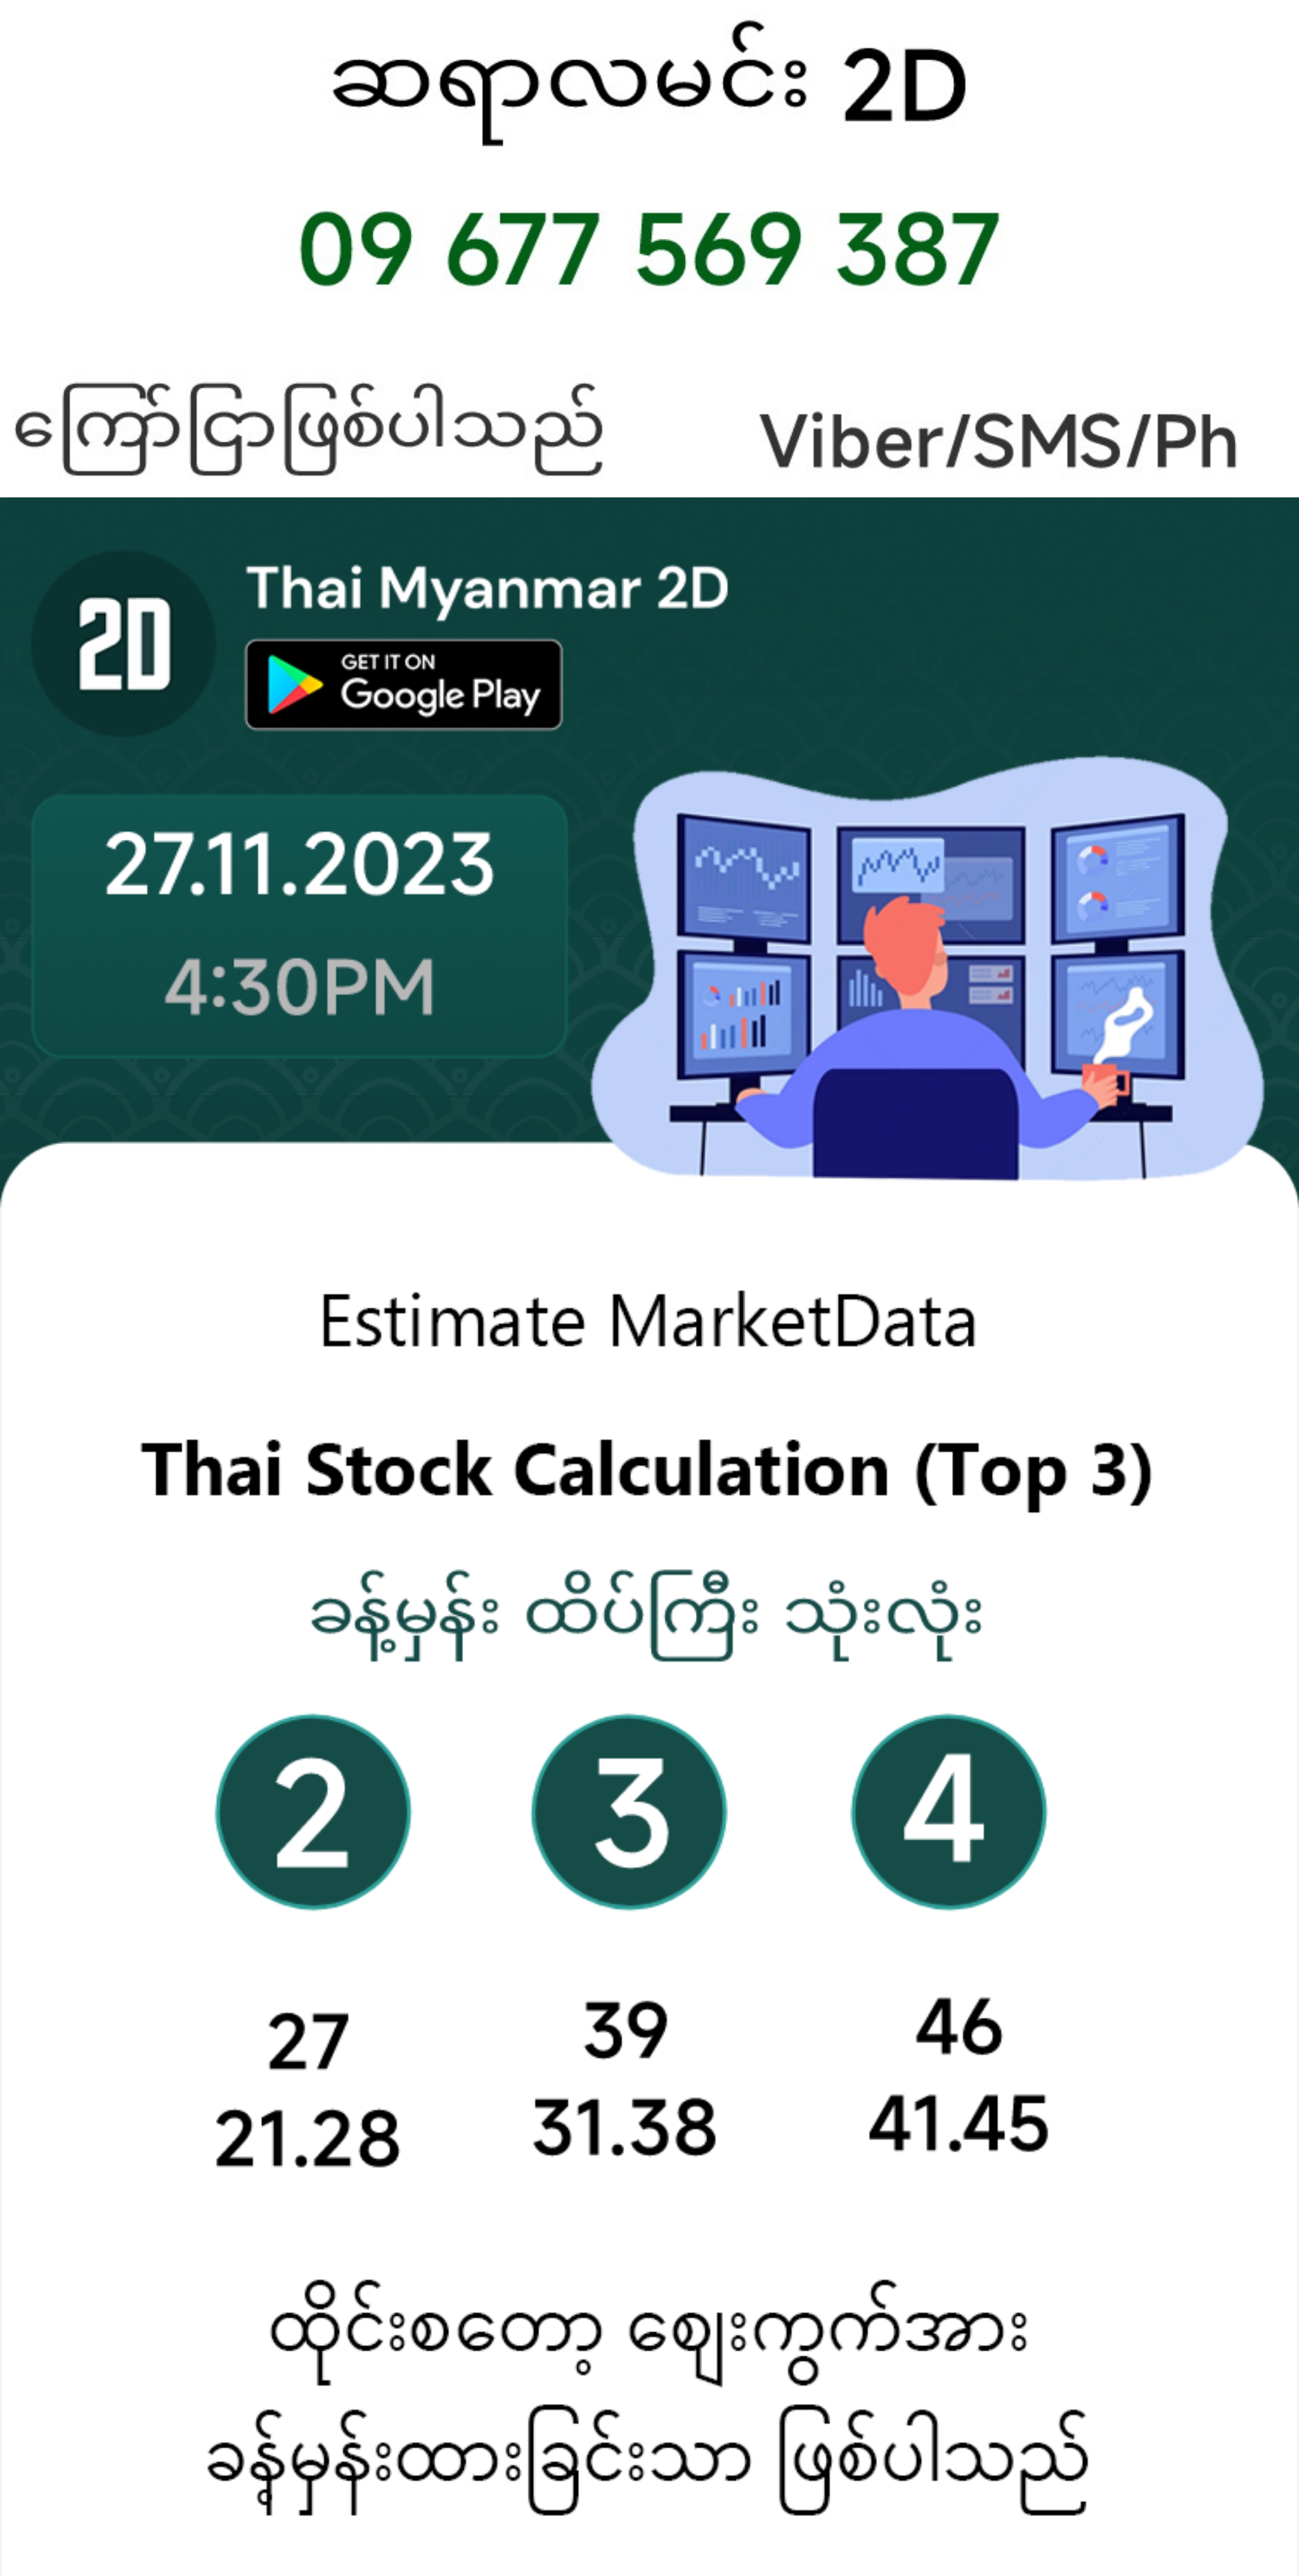 ဆရာလမင်း 2D
09 677 569 387
ကြော်ငြာဖြစ်ပါသည် Viber/SMS/Ph
2D
Thai Myanmar 2D
GET IT ON
Google Play
27.11.2023
4:30PM
Estimate MarketData
Thai Stock Calculation (Top 3)
ခန့်မှန်း ထိပ်ကြီး သုံးလုံး
2 3 4
27 39 46
21.28 31.38 41.45
ထိုင်းစတော့ ဈေးကွက်အား
ခန့်မှန်းထားခြင်းသာ ဖြစ်ပါသည်